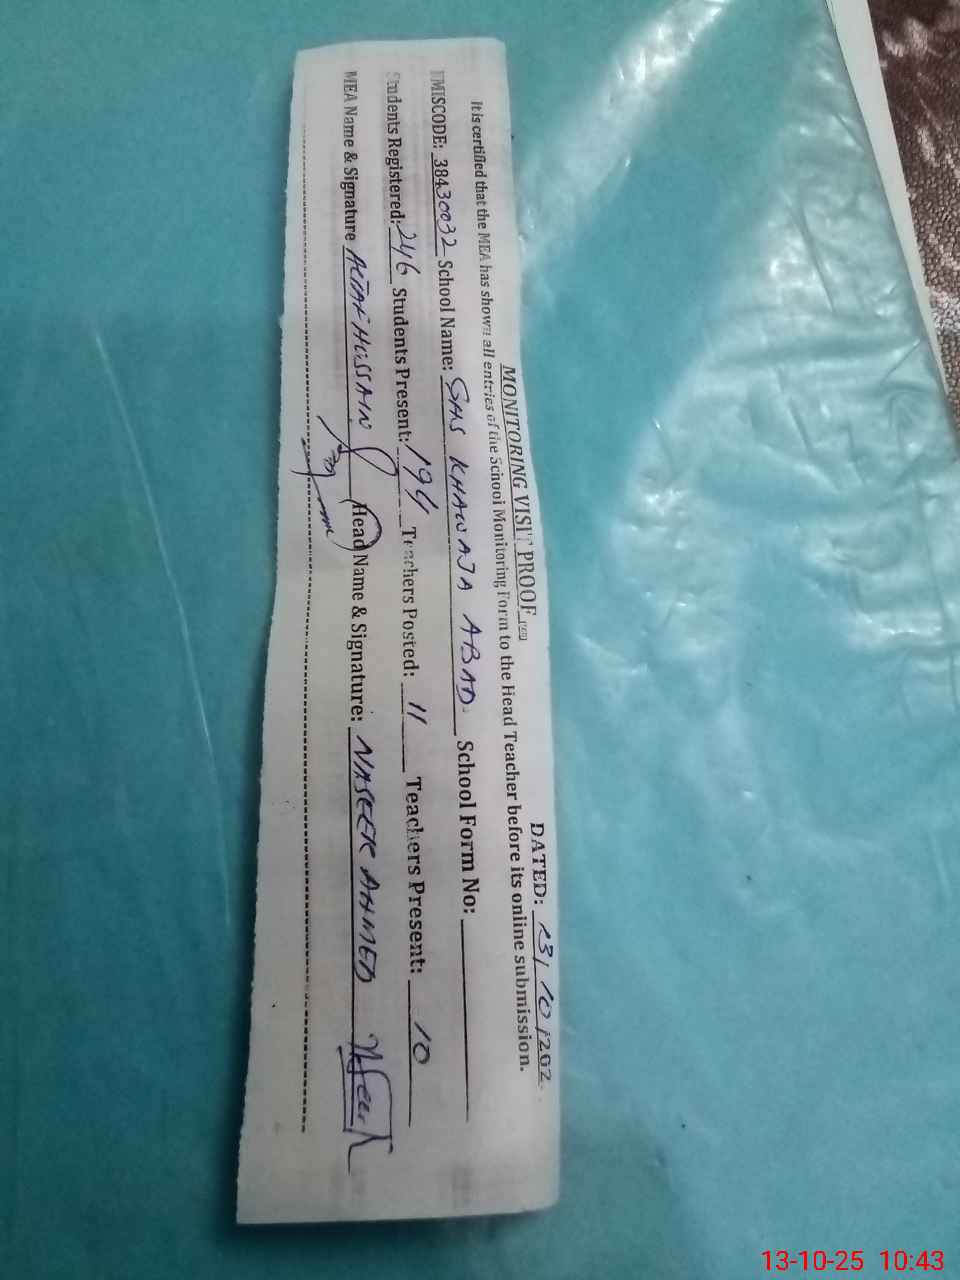 MONITORING VISIT PROOF
DATED: 13/10/202
It is certified that the MEA has shown all entries of the School Monitoring Form to the Head Teacher before its online submission.
EMISCODE: 38430032 School Name: GHS KHAWAJA ABAD School Form No:
Students Registered: 246 Students Present: 194 Teachers Posted: 11 Teachers Present: 10
MEA Name & Signature ALTAF HUSSAIN Head Name & Signature: NASEER AHMED
13-10-25 10:43